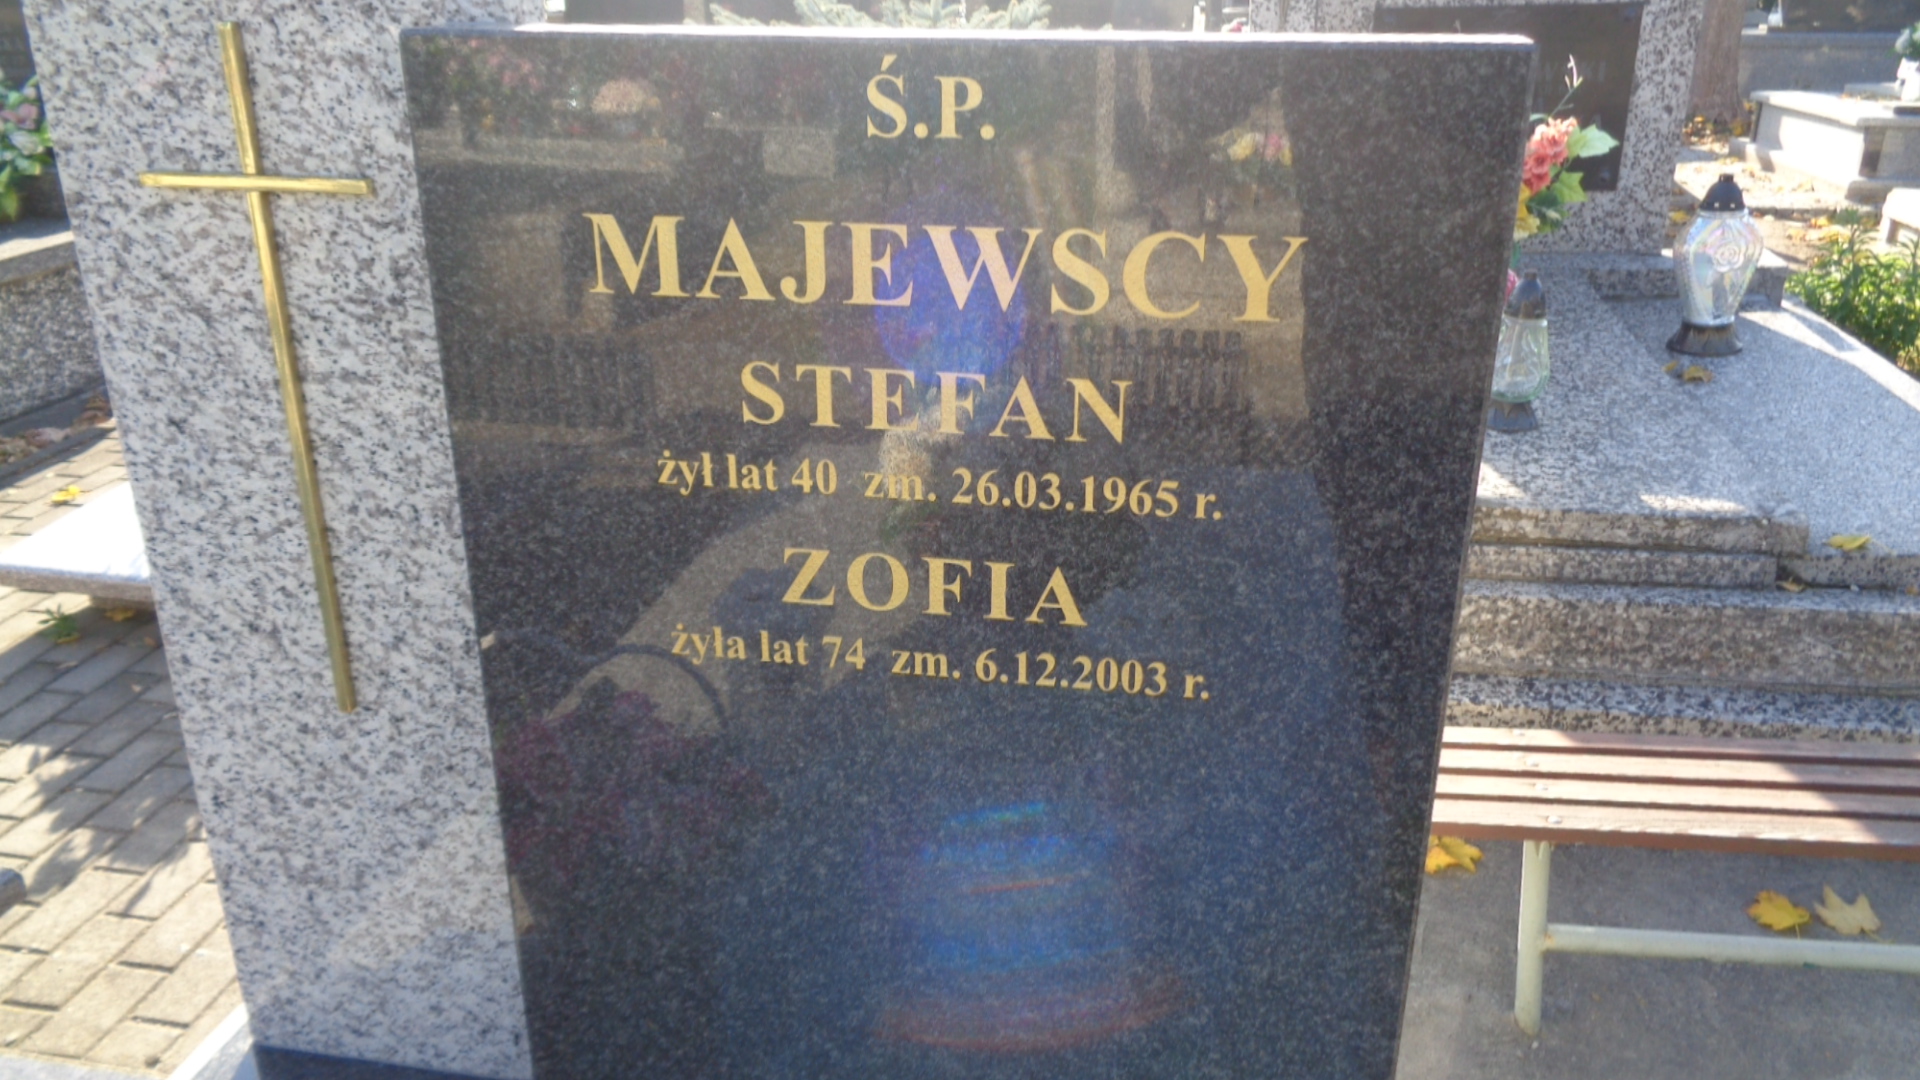 Ś.P.
MAJEWSCY
STEFAN
żył lat 40 zm. 26.03.1965 r.
ZOFIA
żyła lat 74 zm. 6.12.2003 r.